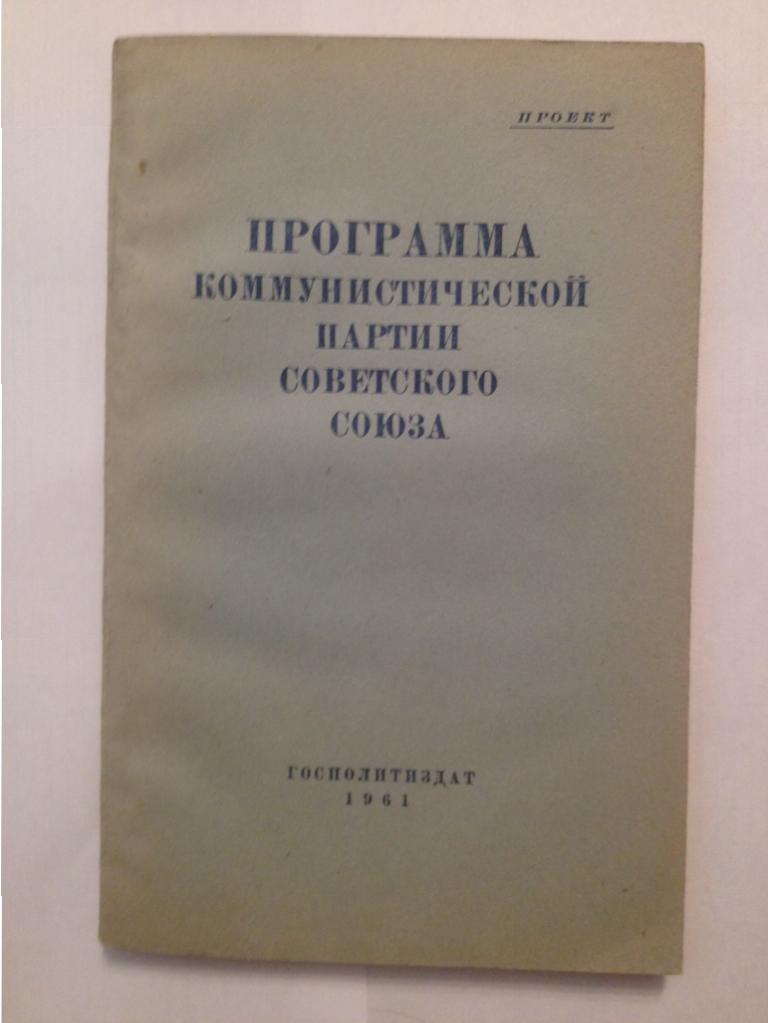 ПРОЕКТ
ПРОГРАММА
КОММУНИСТИЧЕСКОЙ
ПАРТИИ
СОВЕТСКОГО
СОЮЗА
ГОСПОЛИТИЗДАТ
1961